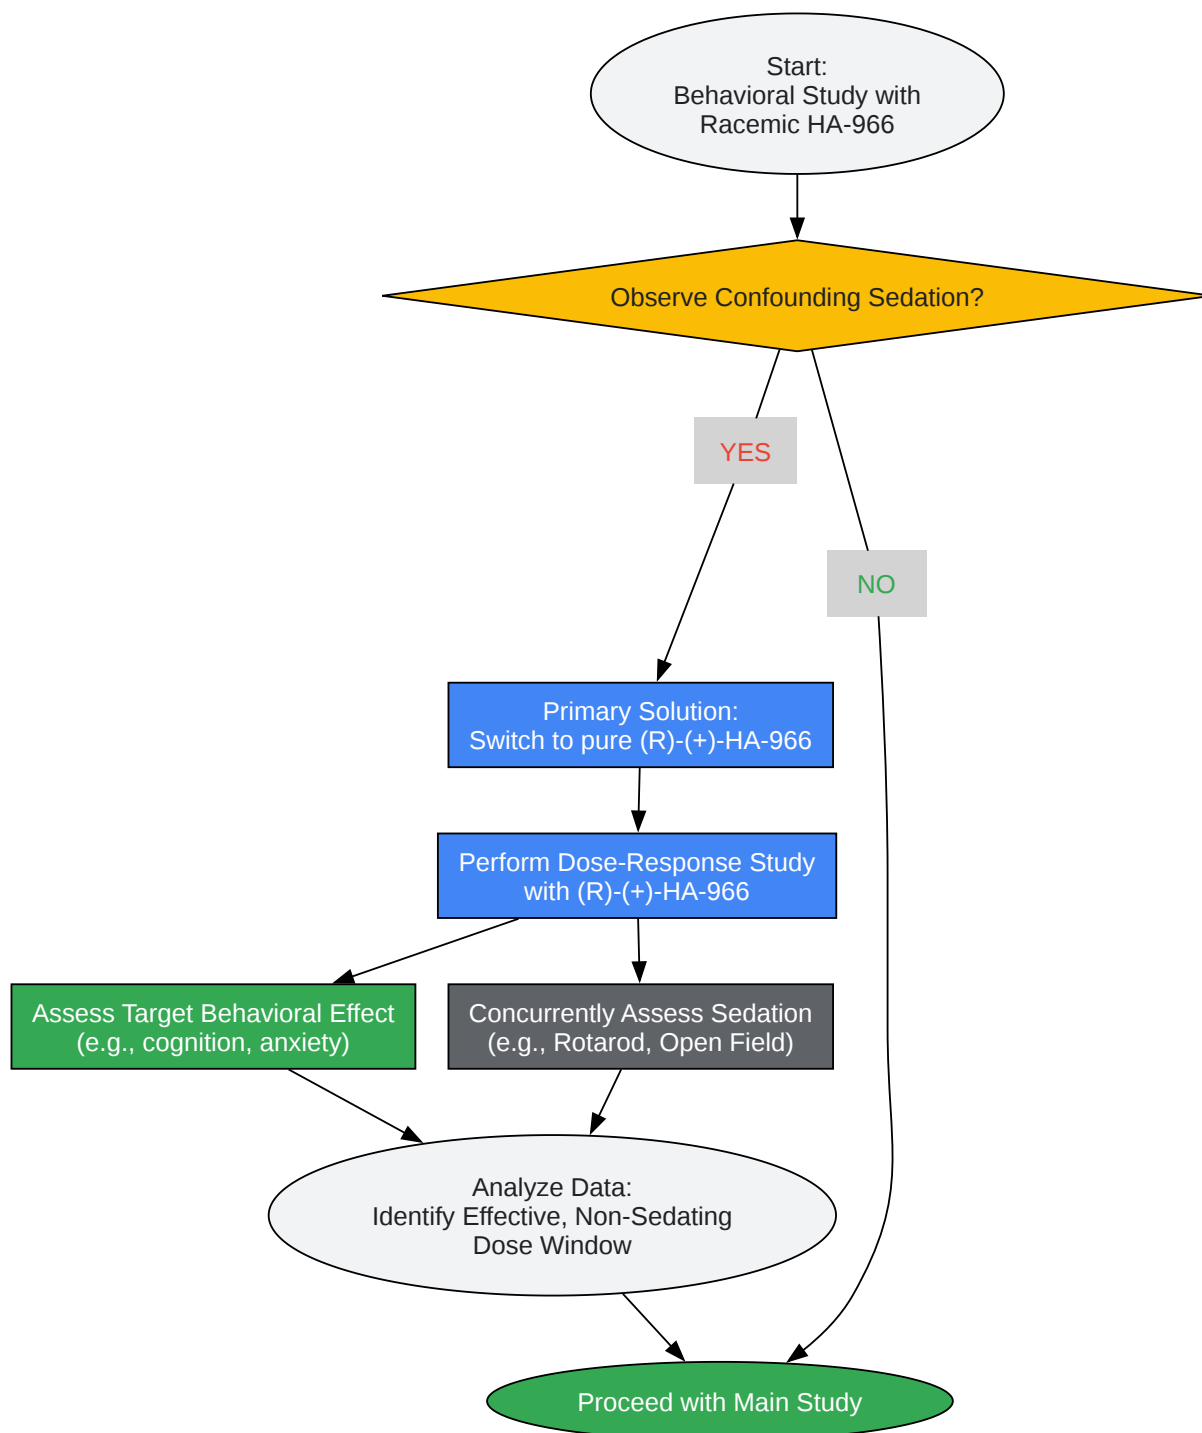 Start:
Behavioral Study with
Racemic HA-966
Observe Confounding Sedation?
YES
NO
Primary Solution:
Switch to pure (R)-(+)-HA-966
Perform Dose-Response Study
with (R)-(+)-HA-966
Assess Target Behavioral Effect
(e.g., cognition, anxiety)
Concurrently Assess Sedation
(e.g., Rotarod, Open Field)
Analyze Data:
Identify Effective, Non-Sedating
Dose Window
Proceed with Main Study